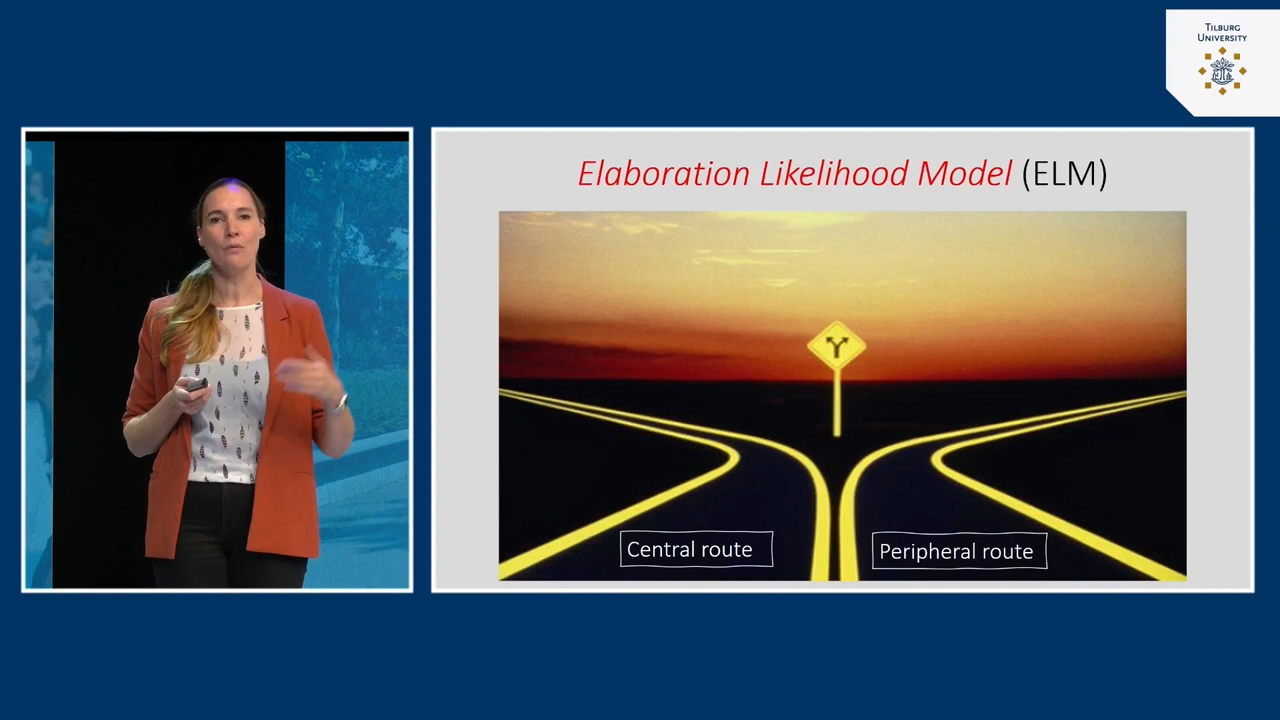 TILBURG
UNIVERSITY
Elaboration Likelihood Model (ELM)
Central route
Peripheral route